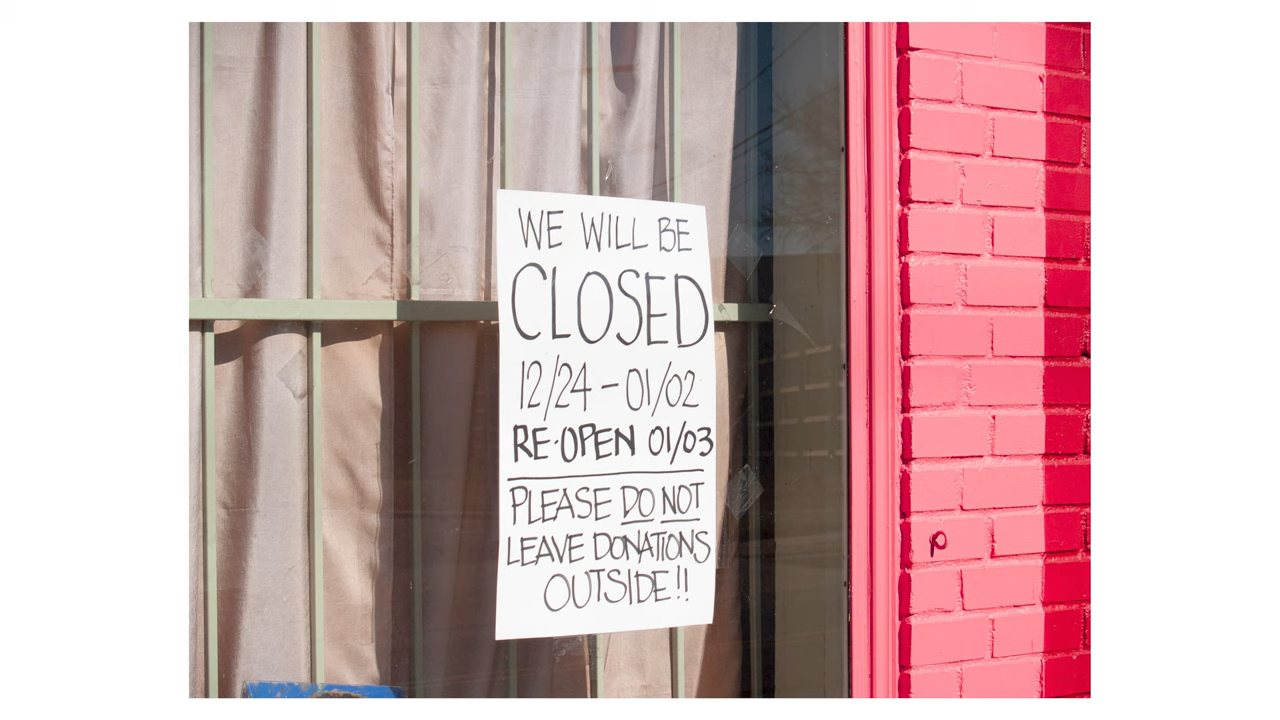 WE WILL BE
CLOSED
12/24 - 01/02
RE-OPEN 01/03
PLEASE DO NOT
LEAVE DONATIONS
OUTSIDE!!